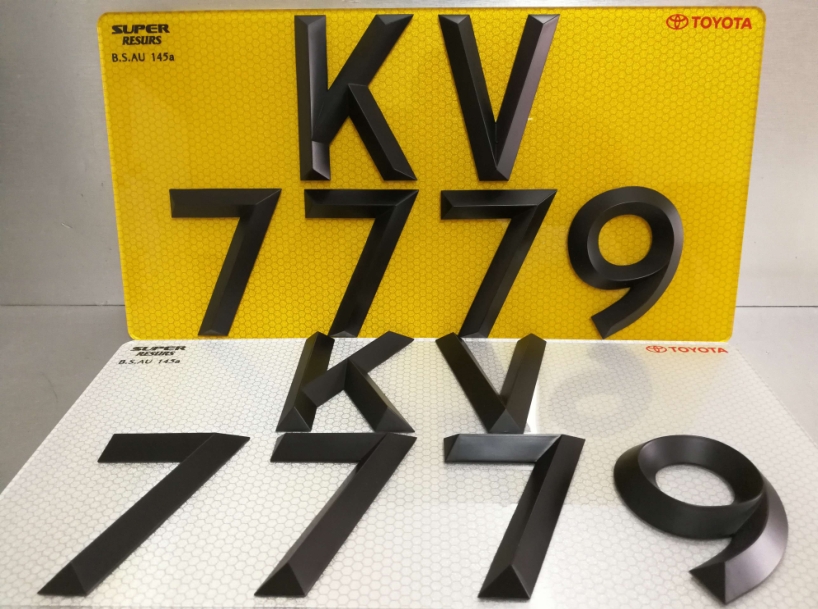 SUPER
RESURS
B.S.AU 145a
TOYOTA
KV
7779
SUPER
RESURS
B.S.AU 145a
TOYOTA
KV
7779